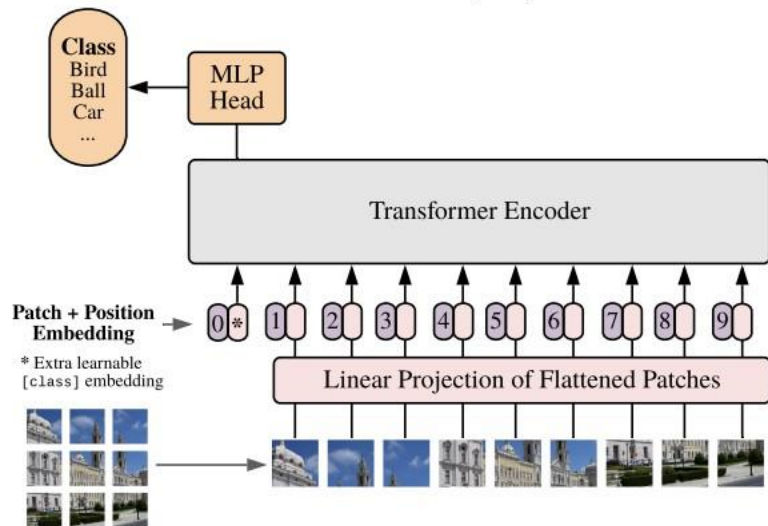 Class
Bird
Ball
Car
...
MLP
Head
Transformer Encoder
Patch + Position
Embedding
0 * 1 2 3 4 5 6 7 8 9
* Extra learnable
[class] embedding
Linear Projection of Flattened Patches